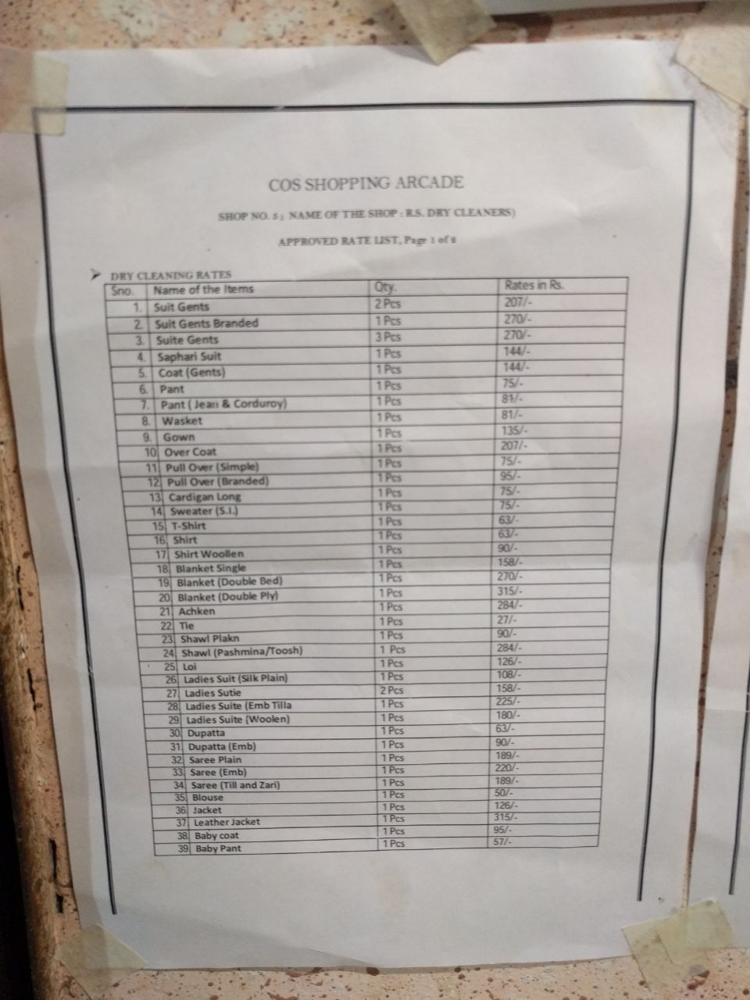 COS SHOPPING ARCADE
SHOP NO. 5 ; NAME OF THE SHOP : R.S. DRY CLEANERS)
APPROVED RATE LIST, Page 1 of 2
➤ DRY CLEANING RATES
Sno. Name of the Items Qty. Rates in Rs.
1. Suit Gents 2 Pcs 207/-
2. Suit Gents Branded 1 Pcs 270/-
3. Suite Gents 3 Pcs 270/-
4. Saphari Suit 1 Pcs 144/-
5. Coat (Gents) 1 Pcs 144/-
6. Pant 1 Pcs 75/-
7. Pant ( Jean & Corduroy) 1 Pcs 81/-
8. Wasket 1 Pcs 81/-
9. Gown 1 Pcs 135/-
10. Over Coat 1 Pcs 207/-
11. Pull Over (Simple) 1 Pcs 75/-
12. Pull Over (Branded) 1 Pcs 95/-
13. Cardigan Long 1 Pcs 75/-
14. Sweater (S.I.) 1 Pcs 75/-
15. T-Shirt 1 Pcs 63/-
16. Shirt 1 Pcs 63/-
17. Shirt Woollen 1 Pcs 90/-
18. Blanket Single 1 Pcs 158/-
19. Blanket (Double Bed) 1 Pcs 270/-
20. Blanket (Double Ply) 1 Pcs 315/-
21. Achken 1 Pcs 284/-
22. Tie 1 Pcs 27/-
23. Shawl Plakn 1 Pcs 90/-
24. Shawl (Pashmina/Toosh) 1 Pcs 284/-
25. Loi 1 Pcs 126/-
26. Ladies Suit (Silk Plain) 1 Pcs 108/-
27. Ladies Sutie 2 Pcs 158/-
28. Ladies Suite (Emb Tilla 1 Pcs 225/-
29. Ladies Suite (Woolen) 1 Pcs 180/-
30. Dupatta 1 Pcs 63/-
31. Dupatta (Emb) 1 Pcs 90/-
32. Saree Plain 1 Pcs 189/-
33. Saree (Emb) 1 Pcs 220/-
34. Saree (Till and Zari) 1 Pcs 189/-
35. Blouse 1 Pcs 50/-
36. Jacket 1 Pcs 126/-
37. Leather Jacket 1 Pcs 315/-
38. Baby coat 1 Pcs 95/-
39. Baby Pant 1 Pcs 57/-